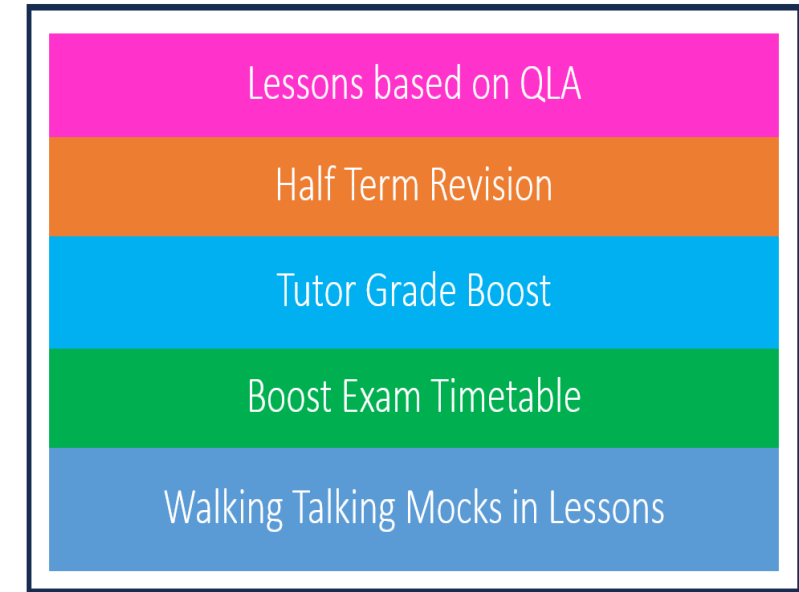 Lessons based on QLA
Half Term Revision
Tutor Grade Boost
Boost Exam Timetable
Walking Talking Mocks in Lessons